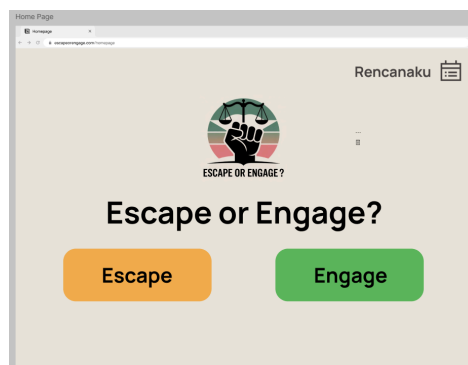 Home Page
Homepage
escapeorengage.com/homepage
Rencanaku
ESCAPE OR ENGAGE?
Escape or Engage?
Escape
Engage